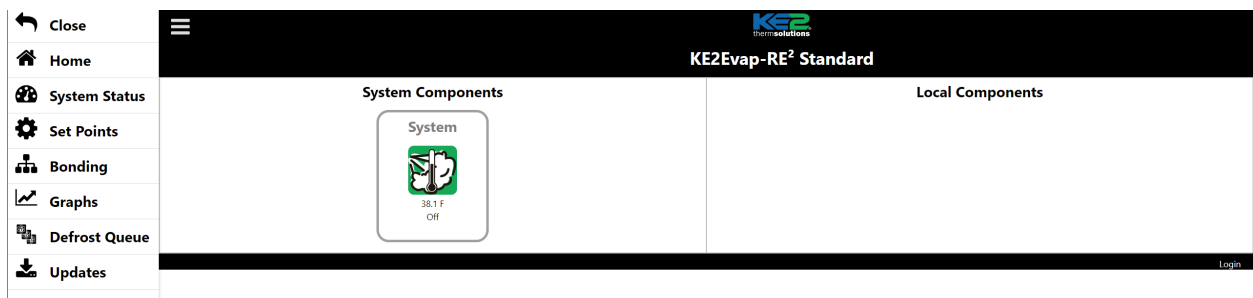 Close
Home
System Status
Set Points
Bonding
Graphs
Defrost Queue
Updates
KE2
thermsolutions
KE2Evap-RE² Standard
System Components
System
38.1 F
Off
Local Components
Login